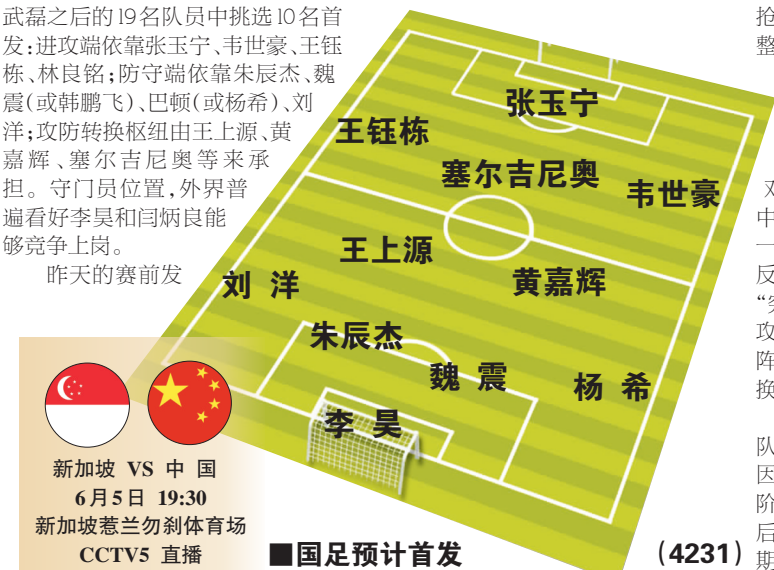 武磊之后的19名队员中挑选10名首
发:进攻端依靠张玉宁、韦世豪、王钰
栋、林良铭;防守端依靠朱辰杰、魏
震(或韩鹏飞)、巴顿(或杨希)、刘
洋;攻防转换枢纽由王上源、黄
嘉辉、塞尔吉尼奥等来承
担。守门员位置,外界普
遍看好李昊和闫炳良能
够竞争上岗。
昨天的赛前发
张玉宁
王钰栋
塞尔吉尼奥
韦世豪
王上源
刘 洋
黄嘉辉
朱辰杰
魏 震
杨 希
李 昊
新加坡 VS 中 国
6月5日 19:30
新加坡惹兰勿刹体育场
CCTV5 直播
■国足预计首发
(4231)
抢
整
中
一
反
“突
攻
阵
换
队
因
阶
后
期